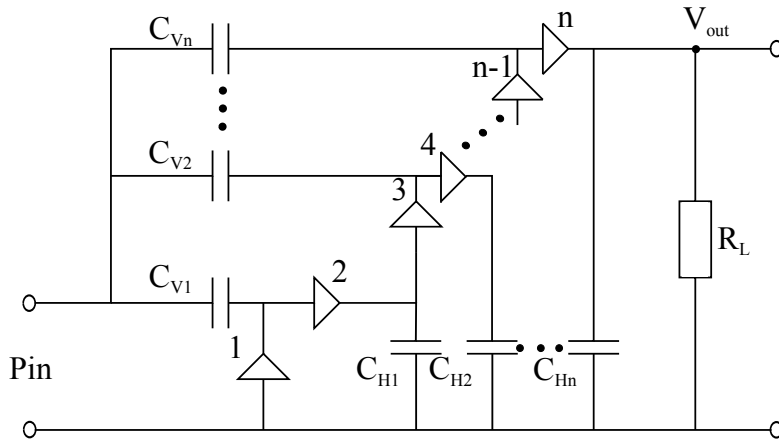 C_Vn
n
V_out
n-1
C_V2
4
3
C_V1
2
1
Pin
C_H1
C_H2
C_Hn
R_L